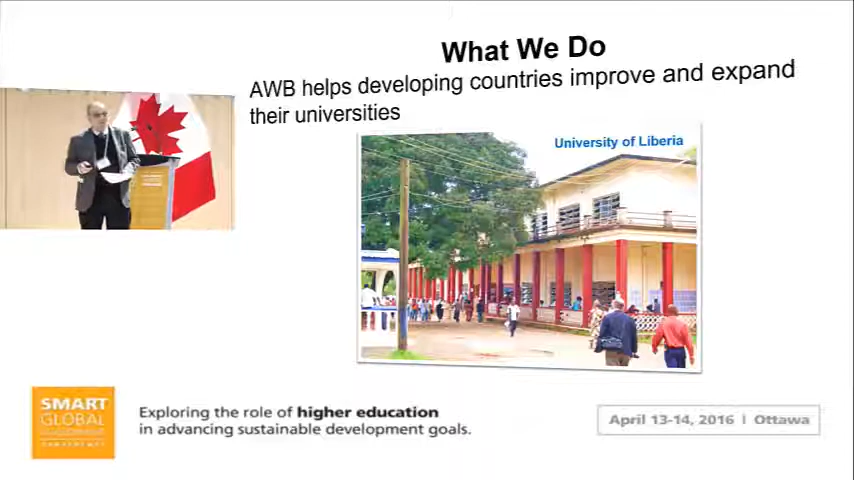 What We Do
AWB helps developing countries improve and expand
their universities
University of Liberia
SMART
GLOBAL
Exploring the role of higher education
in advancing sustainable development goals.
April 13-14, 2016 | Ottawa